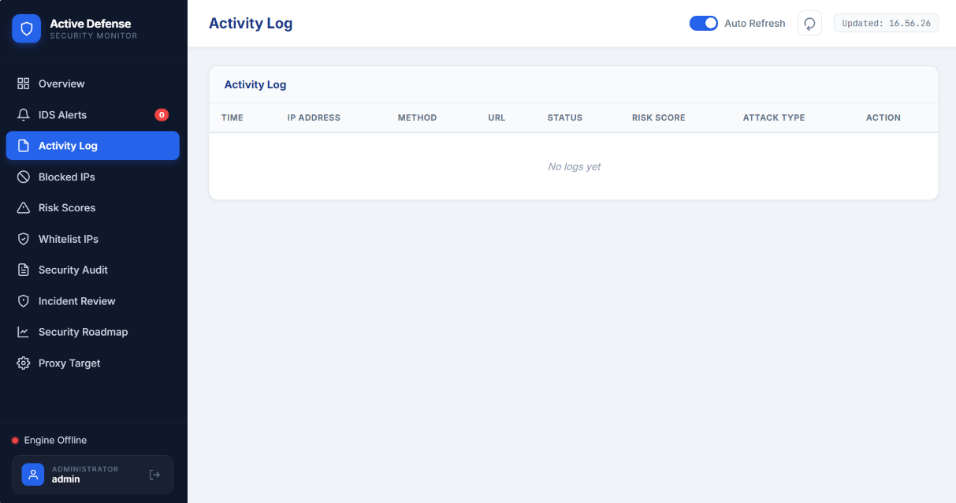 Active Defense
SECURITY MONITOR
Overview
IDS Alerts 0
Activity Log
Blocked IPs
Risk Scores
Whitelist IPs
Security Audit
Incident Review
Security Roadmap
Proxy Target
Engine Offline
ADMINISTRATOR
admin
Activity Log
Auto Refresh
Updated: 16.56.26
Activity Log
TIME IP ADDRESS METHOD URL STATUS RISK SCORE ATTACK TYPE ACTION
No logs yet